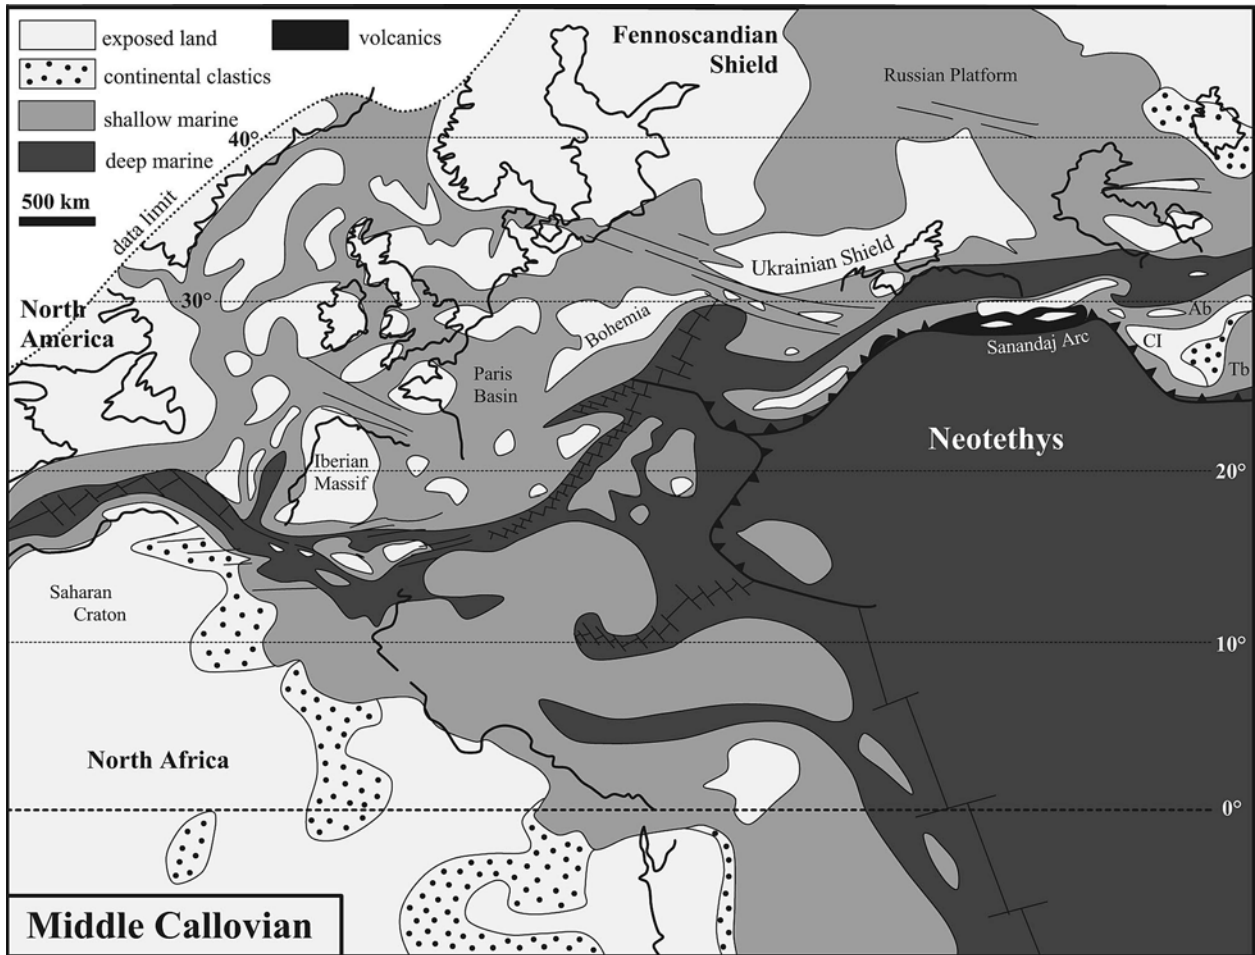 exposed land
volcanics
continental clastics
shallow marine
deep marine
500 km
data limit
40°
Fennoscandian
Shield
Russian Platform
Ukrainian Shield
30°
North
America
Bohemia
Paris
Basin
Ab
CI
Tb
Sanandaj Arc
Neotethys
Iberian
Massif
20°
Saharan
Craton
10°
North Africa
0°
Middle Callovian